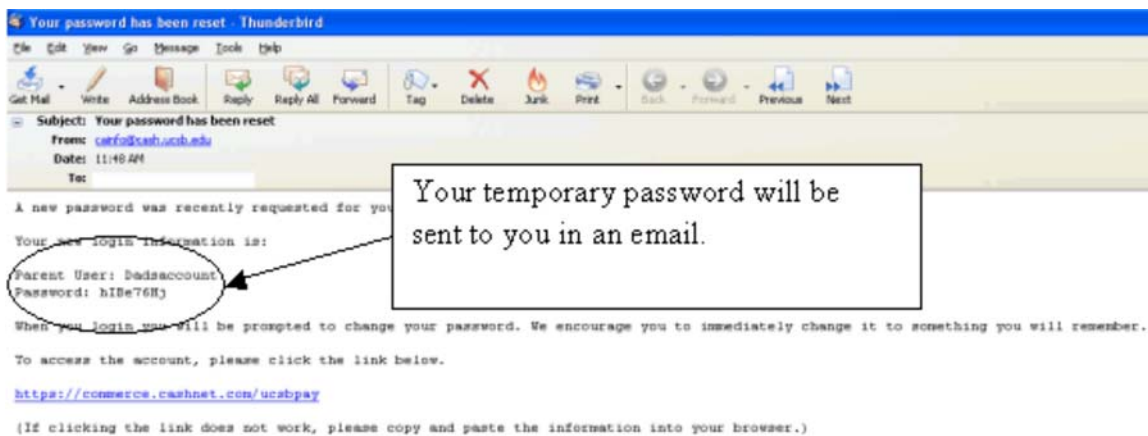 Your password has been reset - Thunderbird
File Edit View Go Message Tools Help
Get Mail Write Address Book Reply Reply All Forward Tag Delete Junk Print Back Forward Previous Next
Subject: Your password has been reset
From: cainfo@cash.ucsb.edu
Date: 11:48 AM
To:
Your temporary password will be
sent to you in an email.
A new password was recently requested for you
Your new login information is:
Parent User: Dadsaccount
Password: hIBe76Hj
When you login you will be prompted to change your password. We encourage you to immediately change it to something you will remember.
To access the account, please click the link below.
https://commerce.cashnet.com/ucsbpay
(If clicking the link does not work, please copy and paste the information into your browser.)